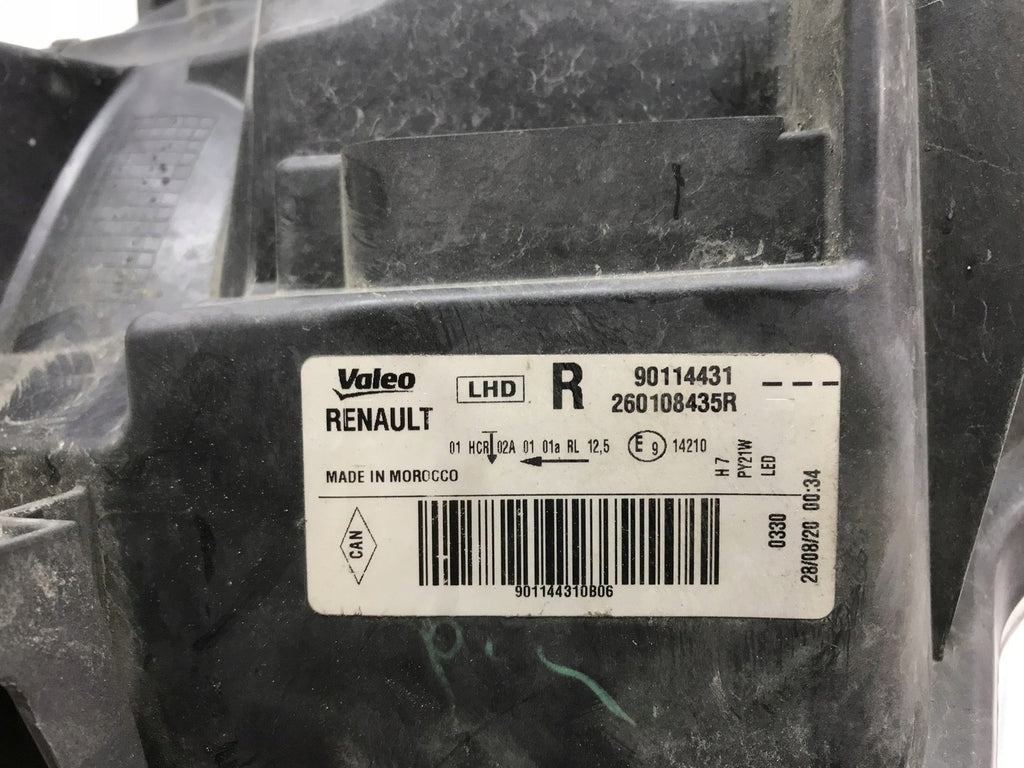 Valeo LHD R 90114431
RENAULT 260108435R
01 HCR 02A 01 01a RL 12,5 E 9 14210
H 7
PY21W
LED
MADE IN MOROCCO
CAN
901144310B06
0330
28/08/20 00:34